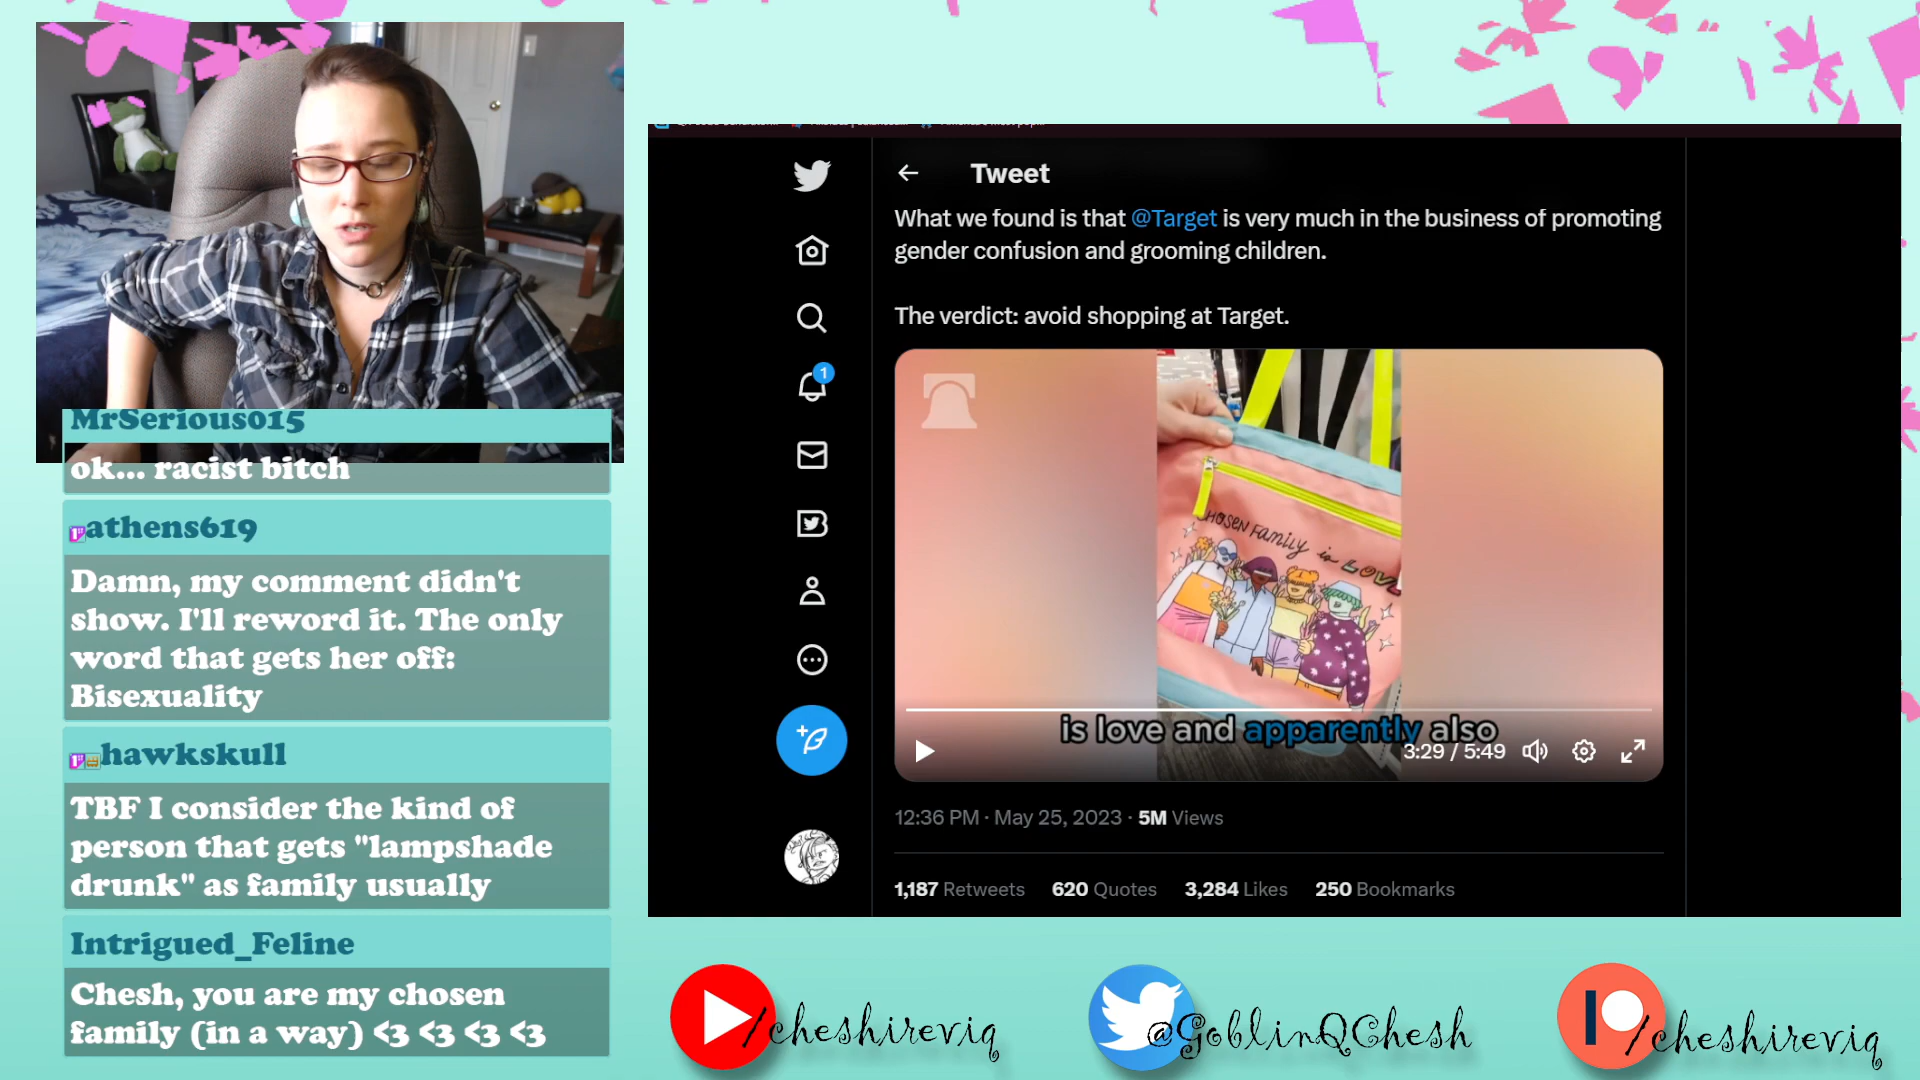 MrSerious015
ok... racist bitch
athens619
Damn, my comment didn't
show. I'll reword it. The only
word that gets her off:
Bisexuality
hawkskull
TBF I consider the kind of
person that gets "lampshade
drunk" as family usually
Intrigued_Feline
Chesh, you are my chosen
family (in a way) <3 <3 <3 <3
Tweet
What we found is that @Target is very much in the business of promoting
gender confusion and grooming children.
The verdict: avoid shopping at Target.
1
HOSEN FAMILY is LOVE
is love and apparently also
3:29 / 5:49
12:36 PM · May 25, 2023 · 5M Views
1,187 Retweets 620 Quotes 3,284 Likes 250 Bookmarks
/cheshireviq
@GoblinQChesh
/cheshireviq